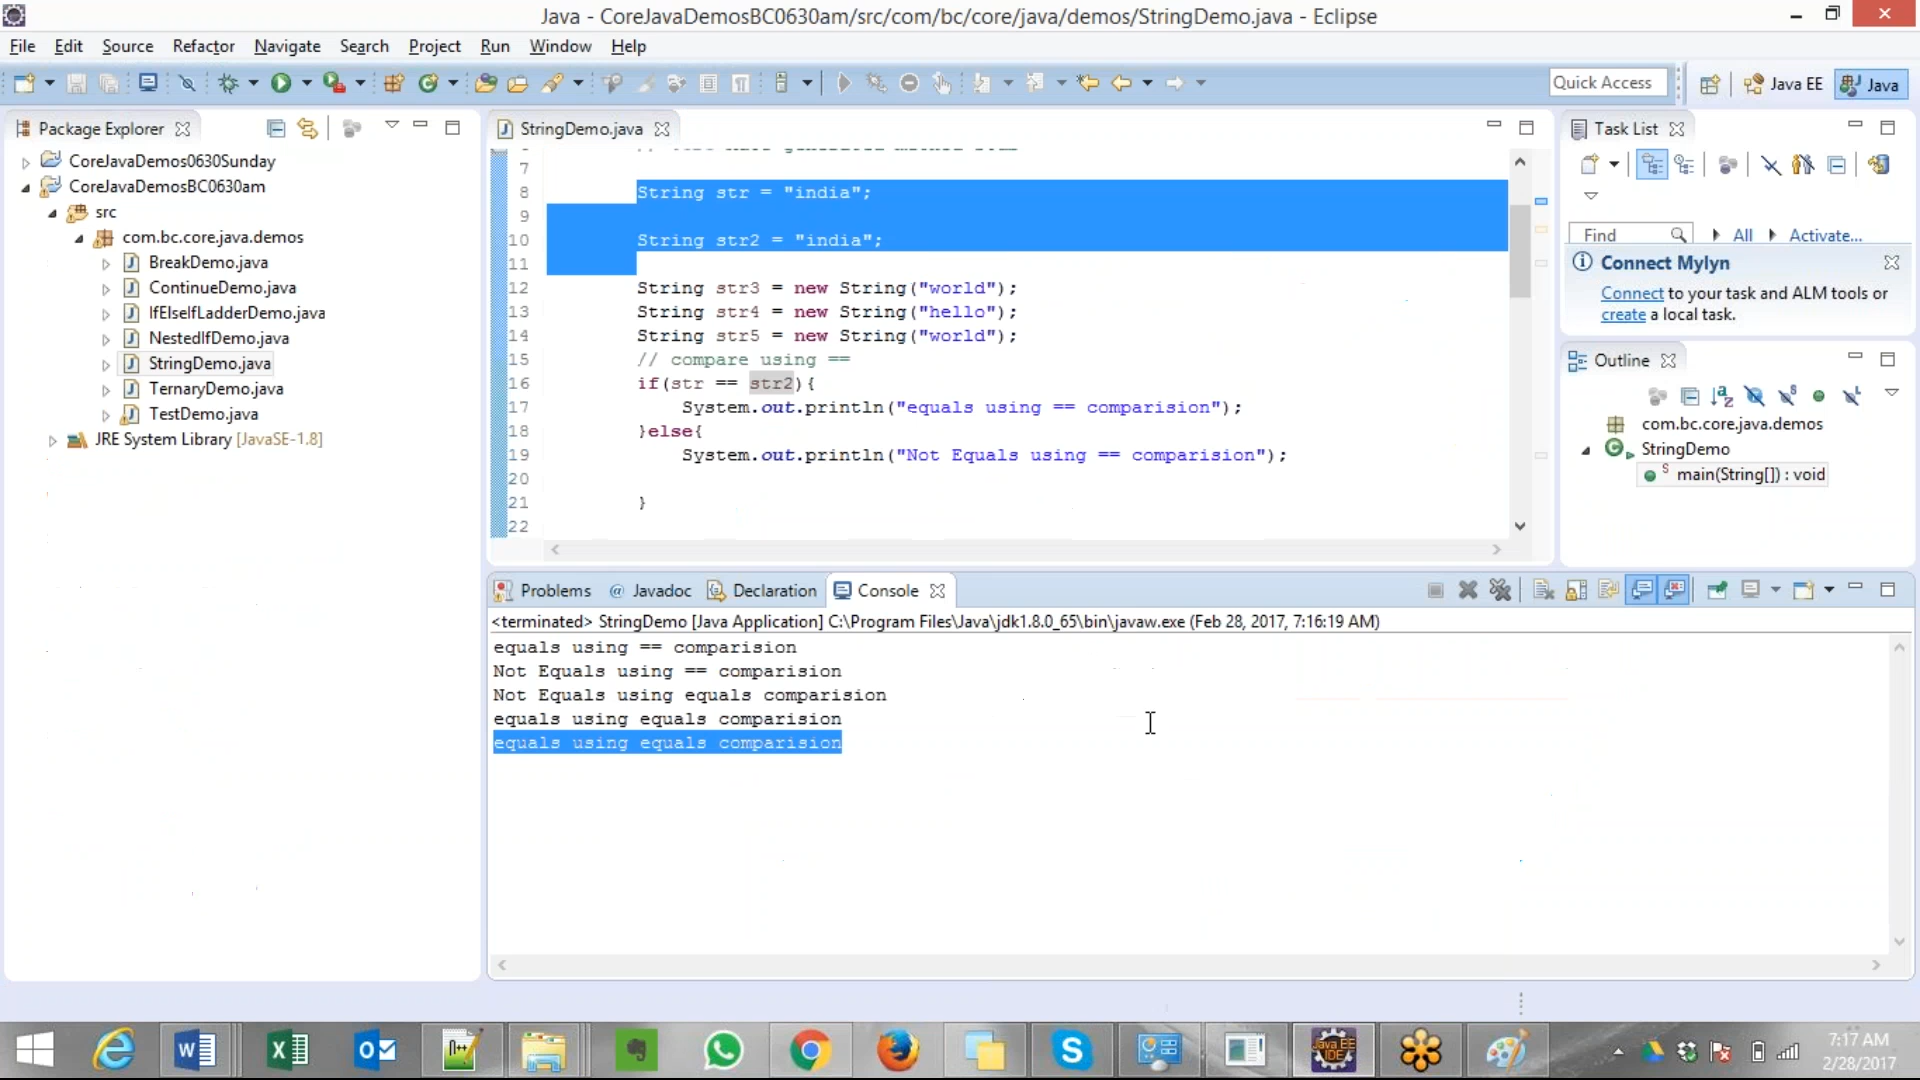 Java - CoreJavaDemosBC0630am/src/com/bc/core/java/demos/StringDemo.java - Eclipse
File Edit Source Refactor Navigate Search Project Run Window Help
Quick Access
Java EE
Java
Package Explorer
CoreJavaDemos0630Sunday
CoreJavaDemosBC0630am
src
com.bc.core.java.demos
BreakDemo.java
ContinueDemo.java
IfElseIfLadderDemo.java
NestedIfDemo.java
StringDemo.java
TernaryDemo.java
TestDemo.java
JRE System Library [JavaSE-1.8]
StringDemo.java
7
8 String str = "india";
9
10 String str2 = "india";
11
12 String str3 = new String("world");
13 String str4 = new String("hello");
14 String str5 = new String("world");
15 // compare using ==
16 if(str == str2){
17 System.out.println("equals using == comparision");
18 }else{
19 System.out.println("Not Equals using == comparision");
20
21 }
22
Task List
Find
All
Activate...
Connect Mylyn
Connect to your task and ALM tools or
create a local task.
Outline
com.bc.core.java.demos
StringDemo
S main(String[]) : void
Problems @ Javadoc Declaration Console
<terminated> StringDemo [Java Application] C:\Program Files\Java\jdk1.8.0_65\bin\javaw.exe (Feb 28, 2017, 7:16:19 AM)
equals using == comparision
Not Equals using == comparision
Not Equals using equals comparision
equals using equals comparision
equals using equals comparision
Java EE
IDE
7:17 AM
2/28/2017